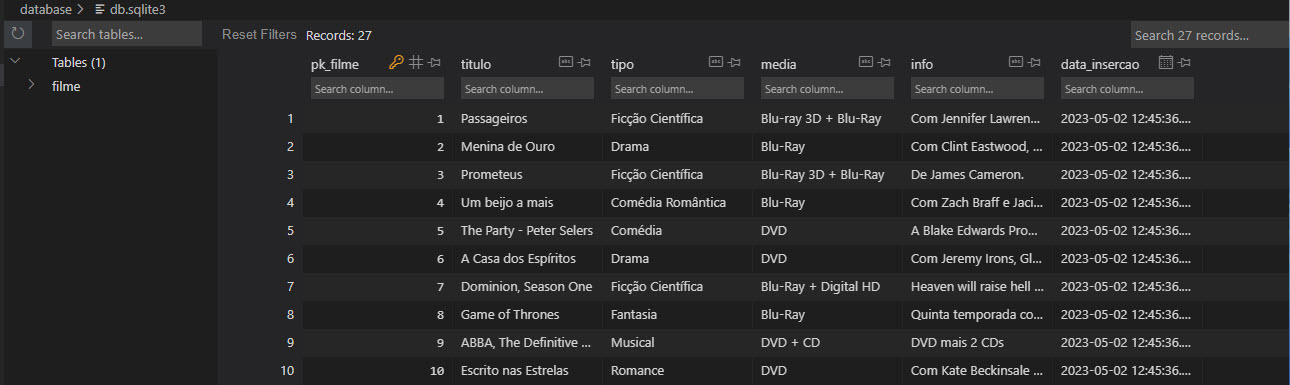 database > db.sqlite3
Search tables... Reset Filters Records: 27 Search 27 records...
Tables (1) pk_filme titulo tipo media info data_insercao
filme Search column... Search column... Search column... Search column... Search column... Search column...
1 1 Passageiros Ficção Científica Blu-ray 3D + Blu-Ray Com Jennifer Lawren... 2023-05-02 12:45:36....
2 2 Menina de Ouro Drama Blu-Ray Com Clint Eastwood, ... 2023-05-02 12:45:36....
3 3 Prometeus Ficção Científica Blu-Ray 3D + Blu-Ray De James Cameron. 2023-05-02 12:45:36....
4 4 Um beijo a mais Comédia Romântica Blu-Ray Com Zach Braff e Jaci... 2023-05-02 12:45:36....
5 5 The Party - Peter Selers Comédia DVD A Blake Edwards Pro... 2023-05-02 12:45:36....
6 6 A Casa dos Espíritos Drama DVD Com Jeremy Irons, Gl... 2023-05-02 12:45:36....
7 7 Dominion, Season One Ficção Científica Blu-Ray + Digital HD Heaven will raise hell ... 2023-05-02 12:45:36....
8 8 Game of Thrones Fantasia Blu-Ray Quinta temporada co... 2023-05-02 12:45:36....
9 9 ABBA, The Definitive ... Musical DVD + CD DVD mais 2 CDs 2023-05-02 12:45:36....
10 10 Escrito nas Estrelas Romance DVD Com Kate Beckinsale ... 2023-05-02 12:45:36....